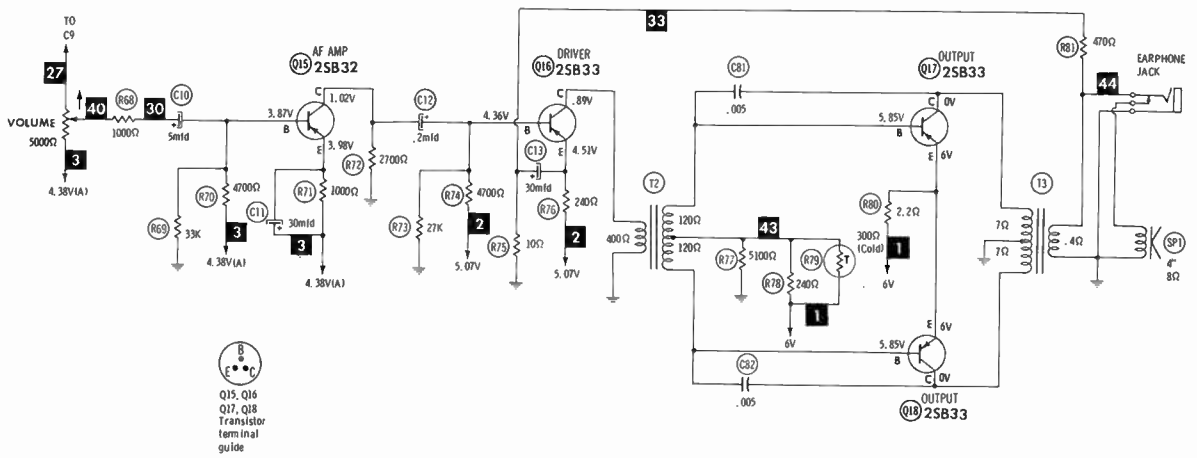 33
TO
C9
27
AF AMP
Q15 2SB32
DRIVER
Q16 2SB33
OUTPUT
Q17 2SB33
R81 470Ω
EARPHONE
JACK
44
C
1.02V
C
.89V
C81
.005
C
0V
40
R68
1000Ω
30
C10
5mfd
3.87V
B
C12
.2mfd
4.36V
B
5.85V
B
VOLUME
5000Ω
3
4.38V(A)
E
3.98V
R72
2700Ω
C13
30mfd
E
4.51V
E
6V
R70
4700Ω
R71
1000Ω
R74
4700Ω
R76
240Ω
T2
R80
2.2Ω
T3
R69
33K
C11
30mfd
3
3
R73
27K
2
R75
10Ω
2
400Ω
120Ω
120Ω
43
R77
5100Ω
R78
240Ω
R79
T
300Ω
(Cold)
1
7Ω
7Ω
.4Ω
SP1
4"
8Ω
4.38V(A)
4.38V(A)
5.07V
5.07V
1
6V
6V
E
6V
5.85V
B
C82
.005
C
0V
OUTPUT
Q18 2SB33
B
E
C
Q15, Q16
Q17, Q18
Transistor
terminal
guide